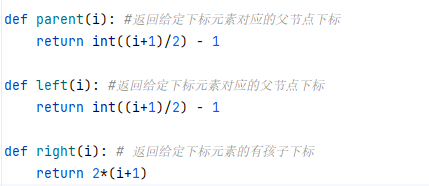 def parent(i): #返回给定下标元素对应的父节点下标
    return int((i+1)/2) - 1
def left(i): #返回给定下标元素对应的父节点下标
    return int((i+1)/2) - 1
def right(i): # 返回给定下标元素的有孩子下标
    return 2*(i+1)